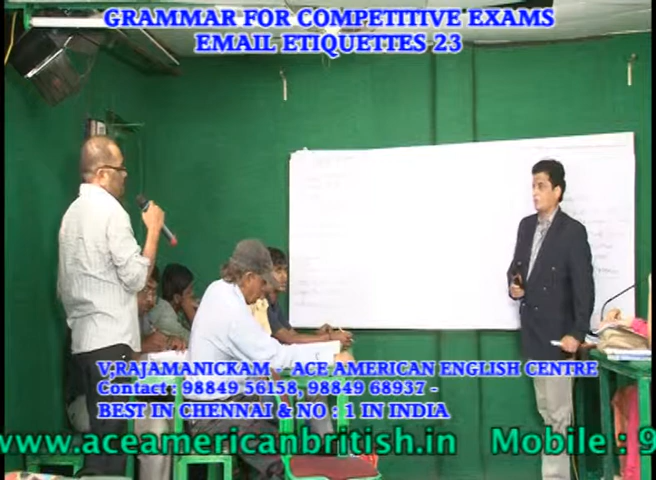 GRAMMAR FOR COMPETITIVE EXAMS
EMAIL ETIQUETTES 23
V,RAJAMANICKAM - ACE AMERICAN ENGLISH CENTRE
Contact : 98849 56158, 98849 68937 -
BEST IN CHENNAI & NO : 1 IN INDIA
www.aceamericanbritish.in Mobile : 9